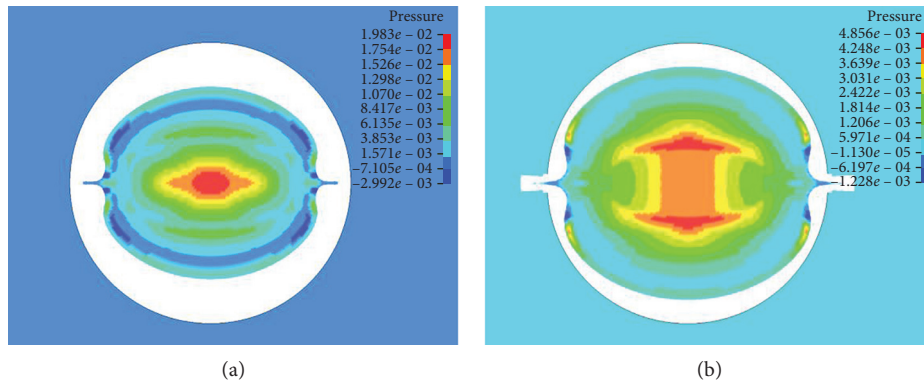 Pressure
1.983e – 02
1.754e – 02
1.526e – 02
1.298e – 02
1.070e – 02
8.417e – 03
6.135e – 03
3.853e – 03
1.571e – 03
–7.105e – 04
–2.992e – 03
(a)
Pressure
4.856e – 03
4.248e – 03
3.639e – 03
3.031e – 03
2.422e – 03
1.814e – 03
1.206e – 03
5.971e – 04
–1.130e – 05
–6.197e – 04
–1.228e – 03
(b)